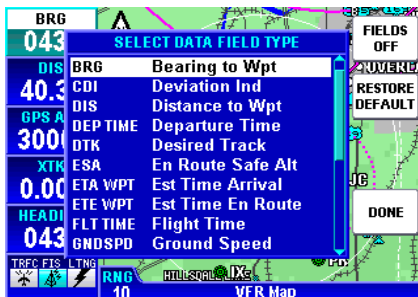 BRG
043
DIS
40.3
GPS A
3000
XTK
0.00
HEADI
043
TRFC FIS LTNG
SELECT DATA FIELD TYPE
BRG Bearing to Wpt
CDI Deviation Ind
DIS Distance to Wpt
DEP TIME Departure Time
DTK Desired Track
ESA En Route Safe Alt
ETA WPT Est Time Arrival
ETE WPT Est Time En Route
FLT TIME Flight Time
GNDSPD Ground Speed
FIELDS OFF
RESTORE DEFAULT
DONE
RNG
10
VFR Map